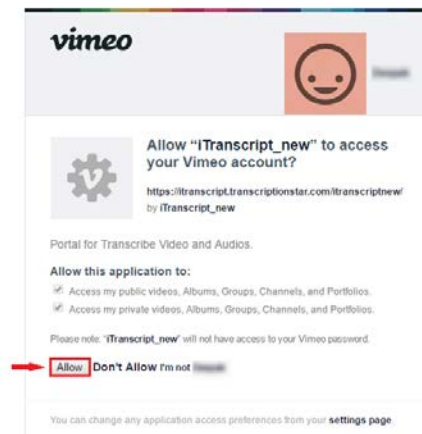 vimeo
Allow “iTranscript_new” to access
your Vimeo account?
https://itranscript.transcriptionstar.com/itranscriptnew/
by iTranscript_new
Portal for Transcribe Video and Audios.
Allow this application to:
Access my public videos, Albums, Groups, Channels, and Portfolios.
Access my private videos, Albums, Groups, Channels, and Portfolios.
Please note: "iTranscript_new" will not have access to your Vimeo password.
Allow Don't Allow I'm not
You can change any application access preferences from your settings page